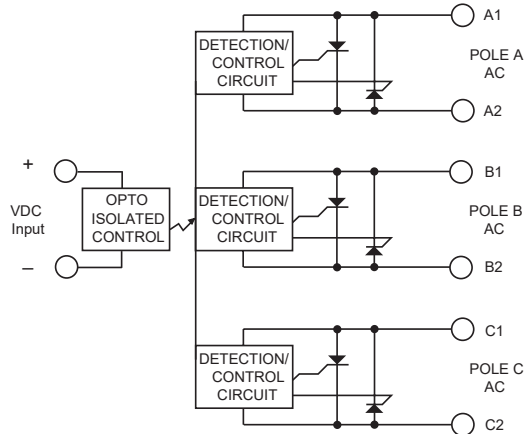 A1
DETECTION/
CONTROL
CIRCUIT
POLE A
AC
A2
+
VDC
Input
–
OPTO
ISOLATED
CONTROL
B1
DETECTION/
CONTROL
CIRCUIT
POLE B
AC
B2
C1
DETECTION/
CONTROL
CIRCUIT
POLE C
AC
C2